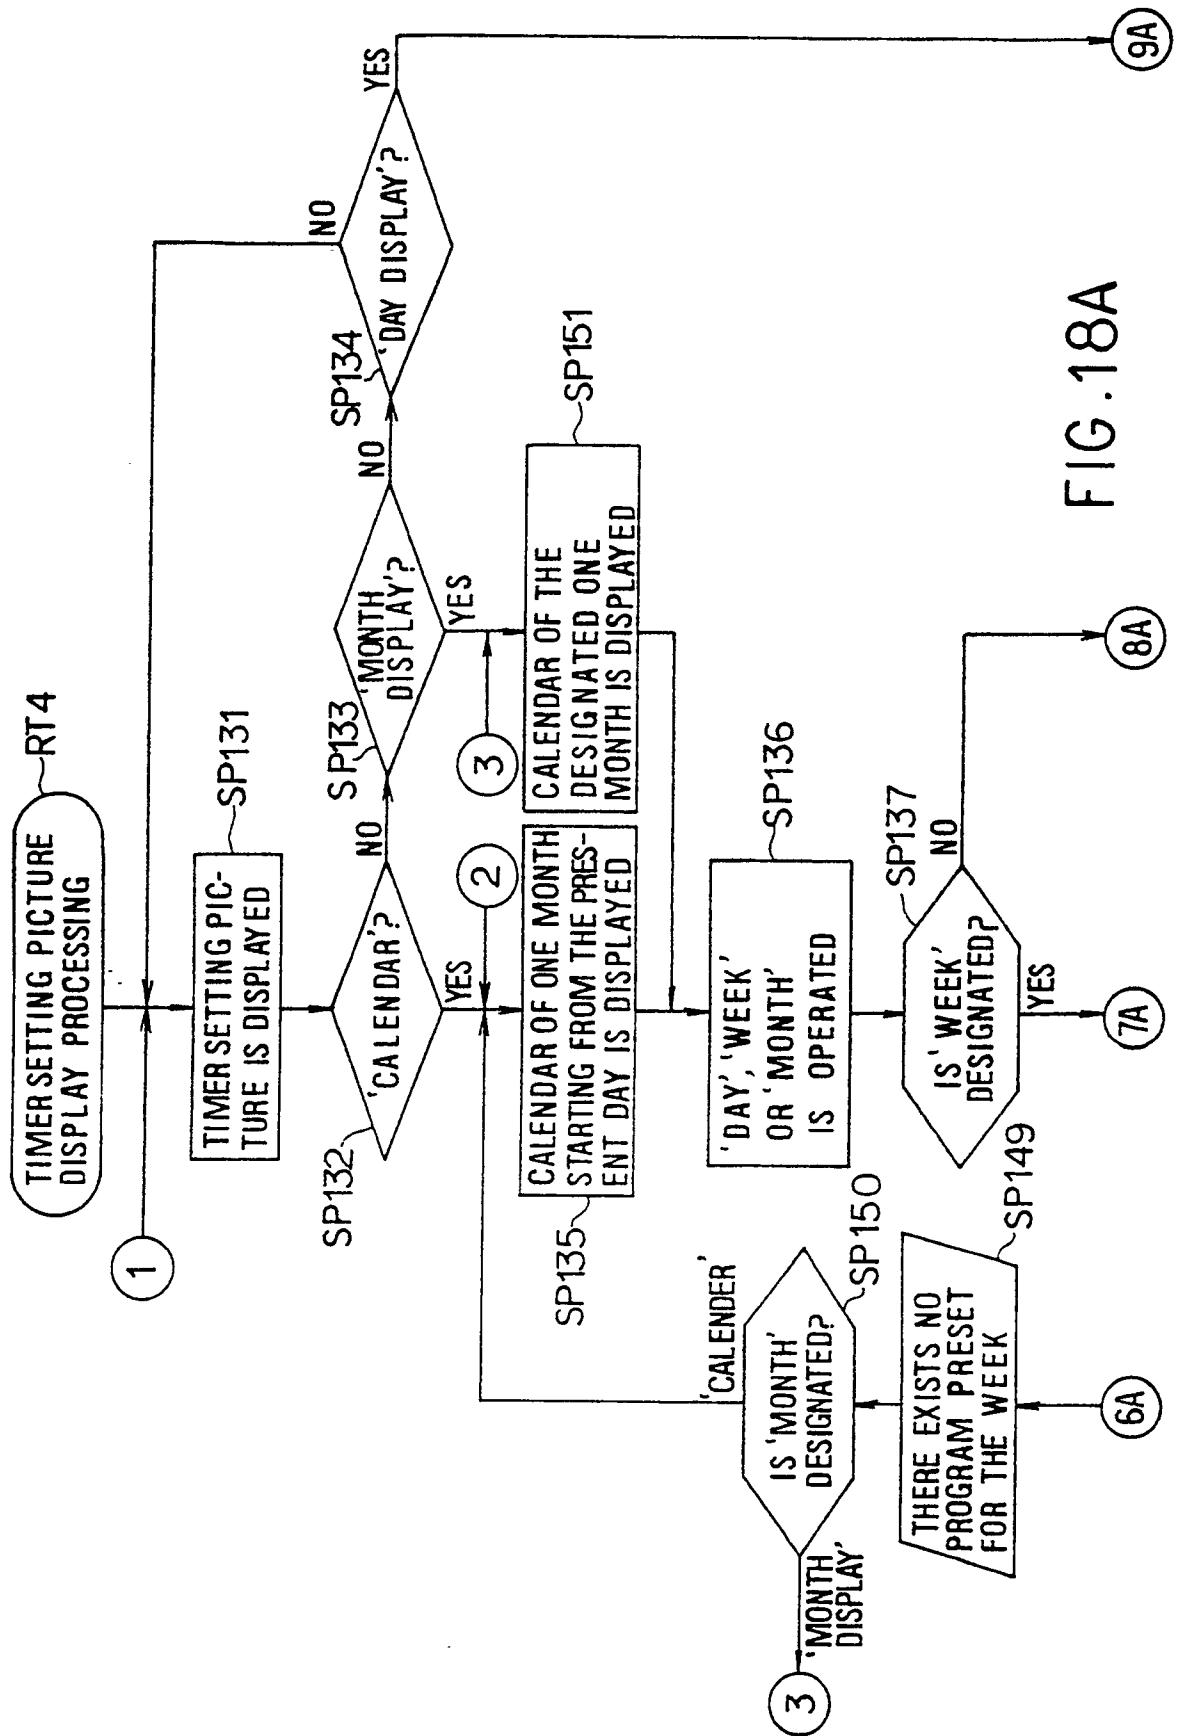 TIMER SETTING PICTURE
DISPLAY PROCESSING
RT4
1
TIMER SETTING PIC-
TURE IS DISPLAYED
SP131
'CALENDAR'?
SP132
NO
YES
'MONTH
DISPLAY'?
SP133
NO
YES
'DAY DISPLAY'?
SP134
NO
YES
2
3
CALENDAR OF ONE MONTH
STARTING FROM THE PRES-
ENT DAY IS DISPLAYED
SP135
CALENDAR OF THE
DESIGNATED ONE
MONTH IS DISPLAYED
SP151
'DAY', 'WEEK'
OR 'MONTH'
IS OPERATED
SP136
IS 'WEEK'
DESIGNATED?
SP137
NO
YES
'CALENDER'
IS 'MONTH'
DESIGNATED?
SP150
'MONTH
DISPLAY'
3
THERE EXISTS NO
PROGRAM PRESET
FOR THE WEEK
SP149
6A
7A
8A
9A
FIG.18A